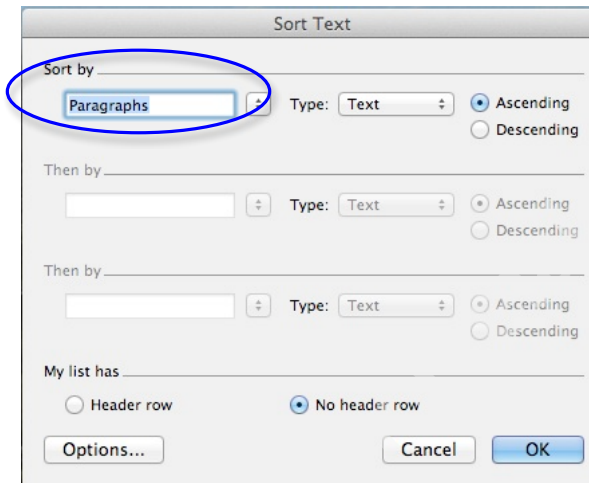 Sort Text
Sort by
Paragraphs Type: Text Ascending
Descending
Then by
Type: Text Ascending
Descending
Then by
Type: Text Ascending
Descending
My list has
Header row No header row
Options... Cancel OK